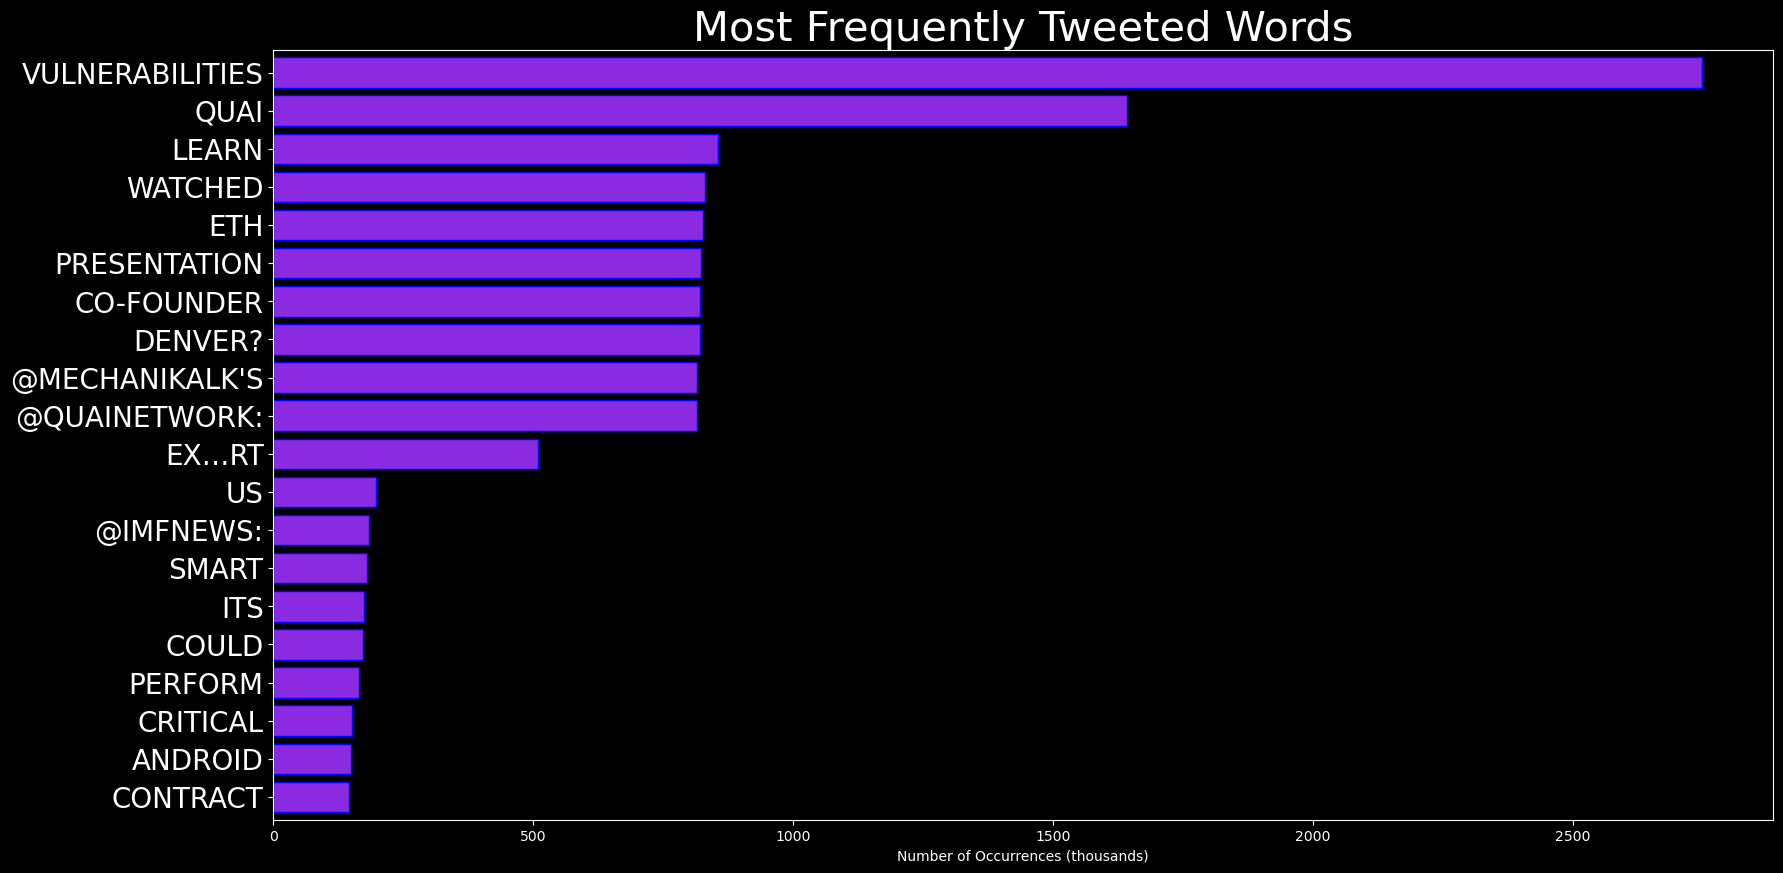 Most Frequently Tweeted Words
VULNERABILITIES
QUAI
LEARN
WATCHED
ETH
PRESENTATION
CO-FOUNDER
DENVER?
@MECHANIKALK'S
@QUAINETWORK:
EX…RT
US
@IMFNEWS:
SMART
ITS
COULD
PERFORM
CRITICAL
ANDROID
CONTRACT
0 500 1000 1500 2000 2500
Number of Occurrences (thousands)